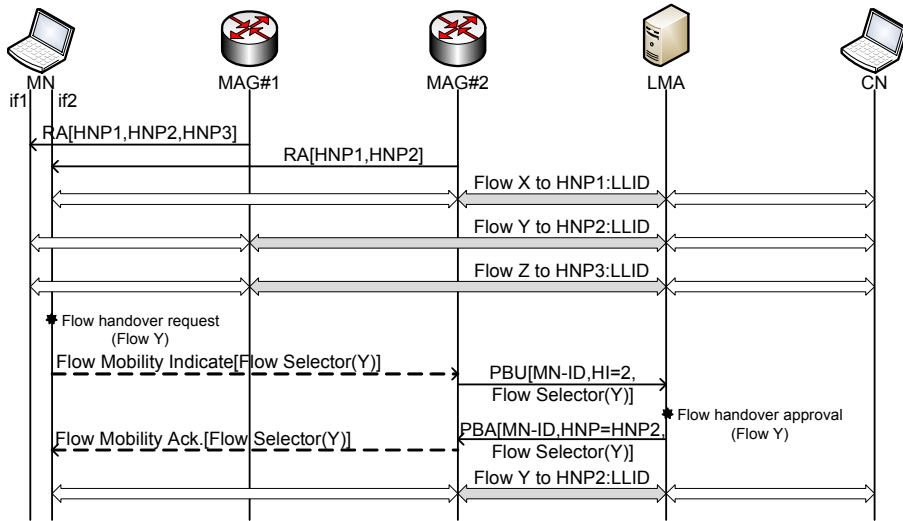 MN
MAG#1
MAG#2
LMA
CN
if1
if2
RA[HNP1,HNP2,HNP3]
RA[HNP1,HNP2]
Flow X to HNP1:LLID
Flow Y to HNP2:LLID
Flow Z to HNP3:LLID
Flow handover request
(Flow Y)
Flow Mobility Indicate[Flow Selector(Y)]
PBU[MN-ID,HI=2,
Flow Selector(Y)]
Flow handover approval
(Flow Y)
PBA[MN-ID,HNP=HNP2,
Flow Selector(Y)]
Flow Mobility Ack.[Flow Selector(Y)]
Flow Y to HNP2:LLID